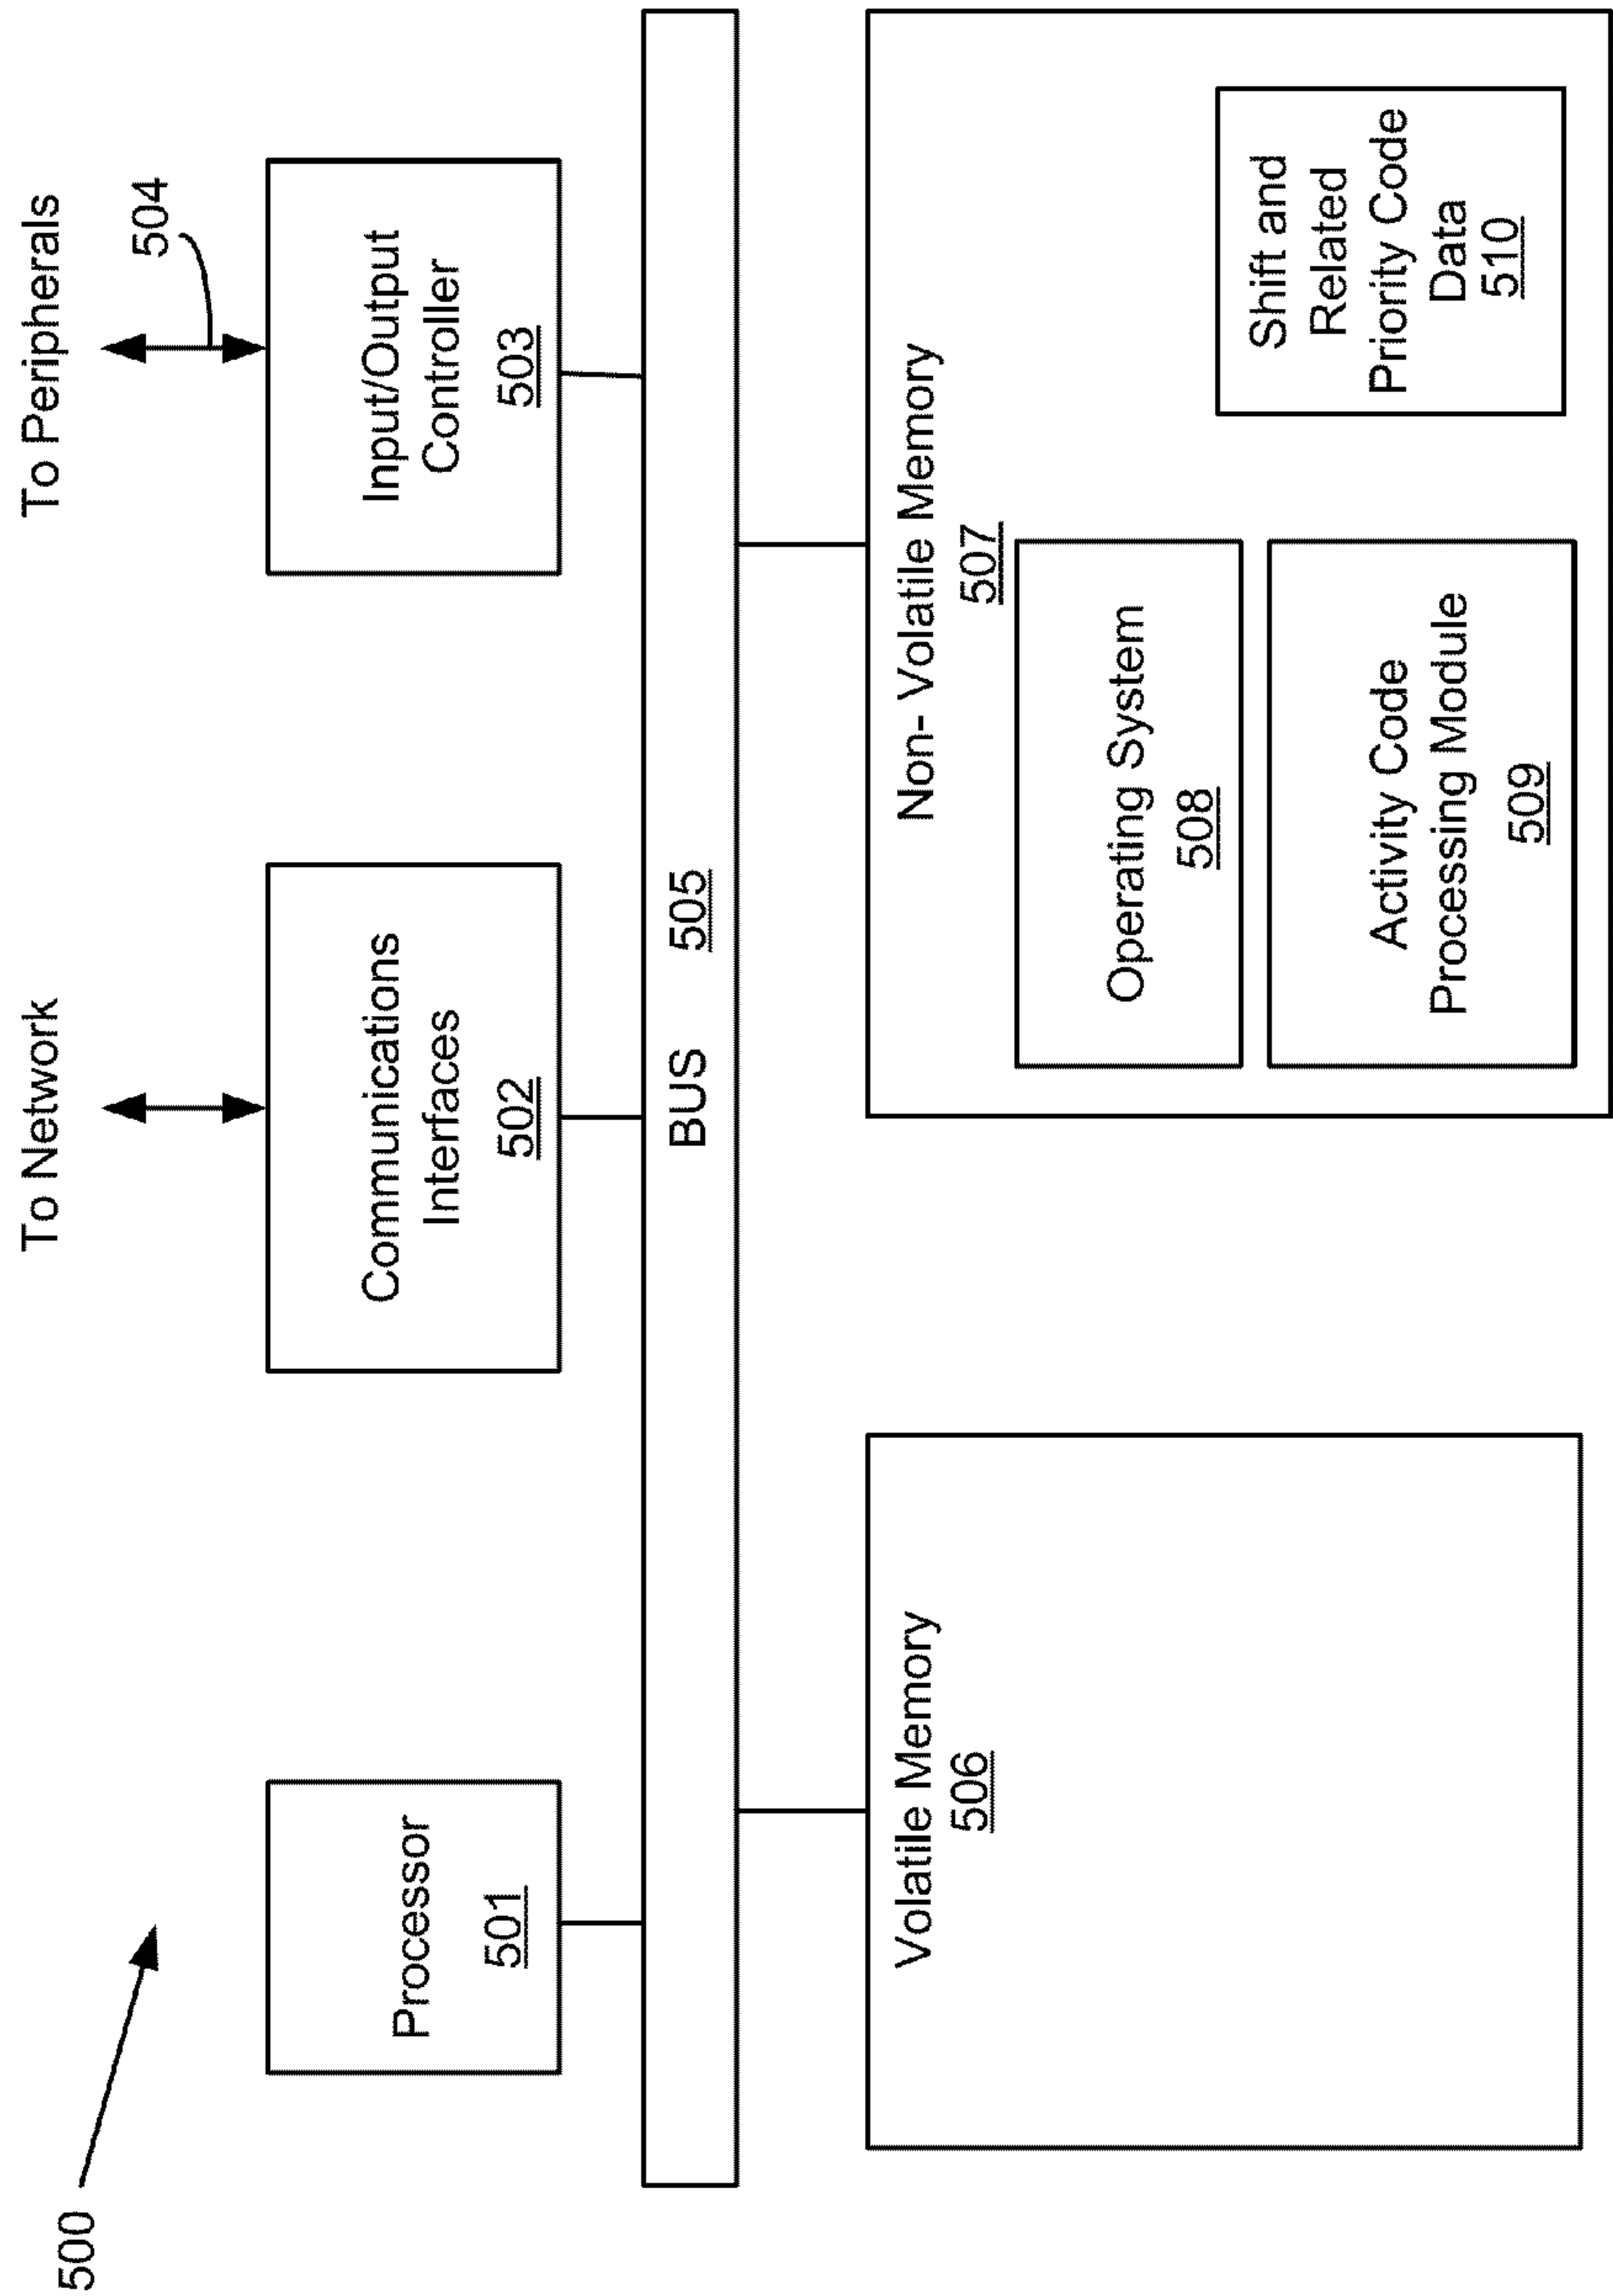 500
To Network
To Peripherals
504
Processor
501
Communications
Interfaces
502
Input/Output
Controller
503
BUS 505
Volatile Memory
506
Non- Volatile Memory
507
Operating System
508
Activity Code
Processing Module
509
Shift and
Related
Priority Code
Data
510